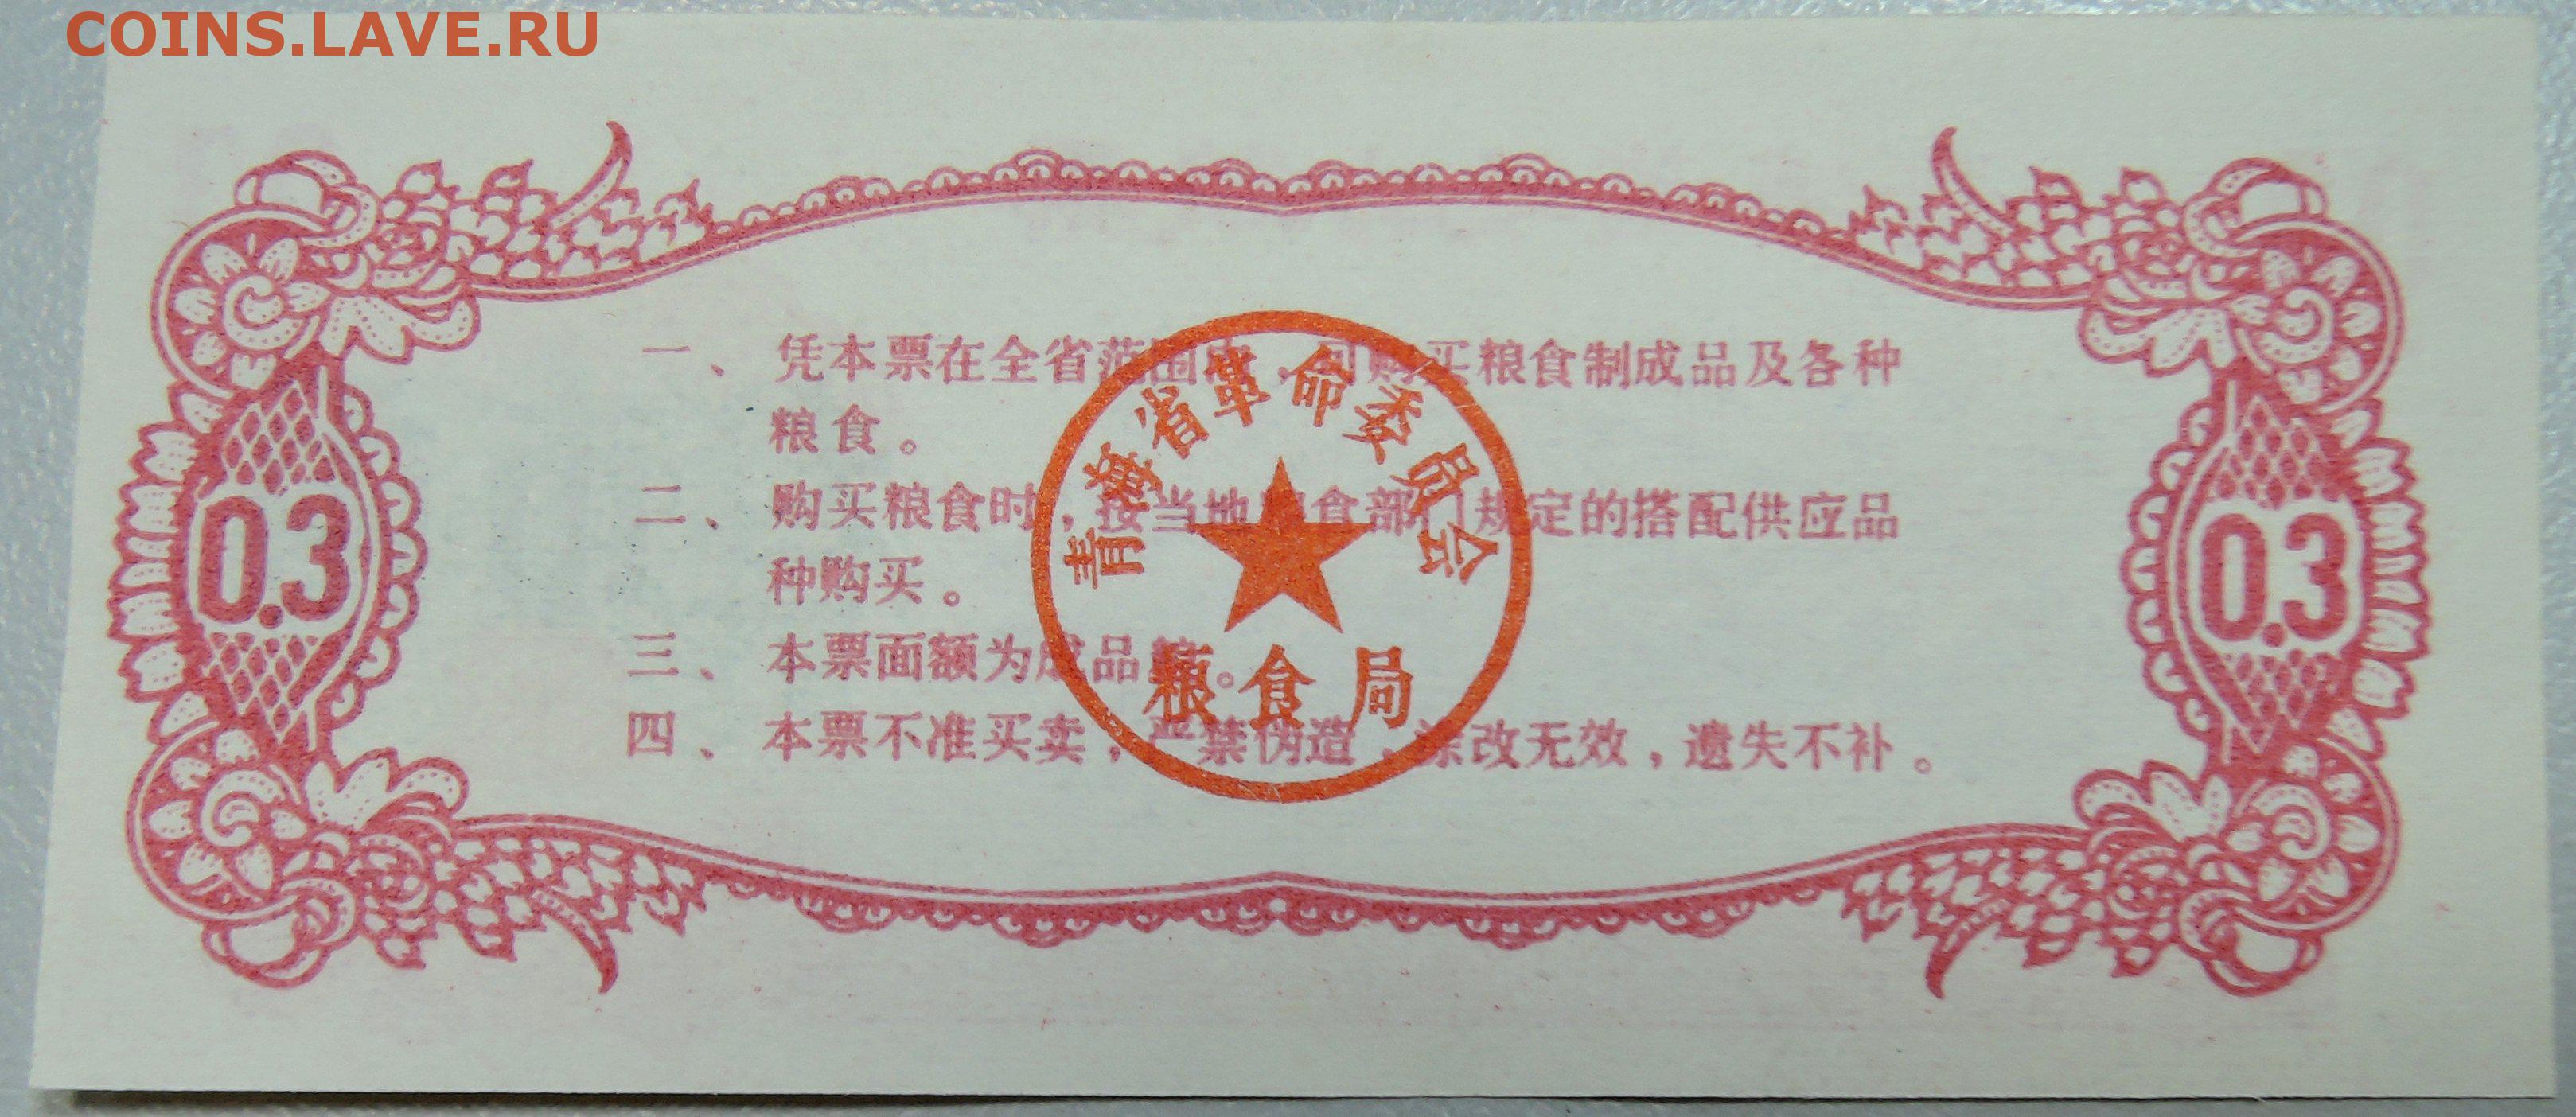 COINS.LAVE.RU
一、凭本票在全省范围内，可购买粮食制成品及各种
粮食。
二、购买粮食时，按当地粮食部门规定的搭配供应品
种购买。
三、本票面额为成品粮。
四、本票不准买卖，严禁伪造，涂改无效，遗失不补。
青海省革命委员会
粮食局
0.3
0.3